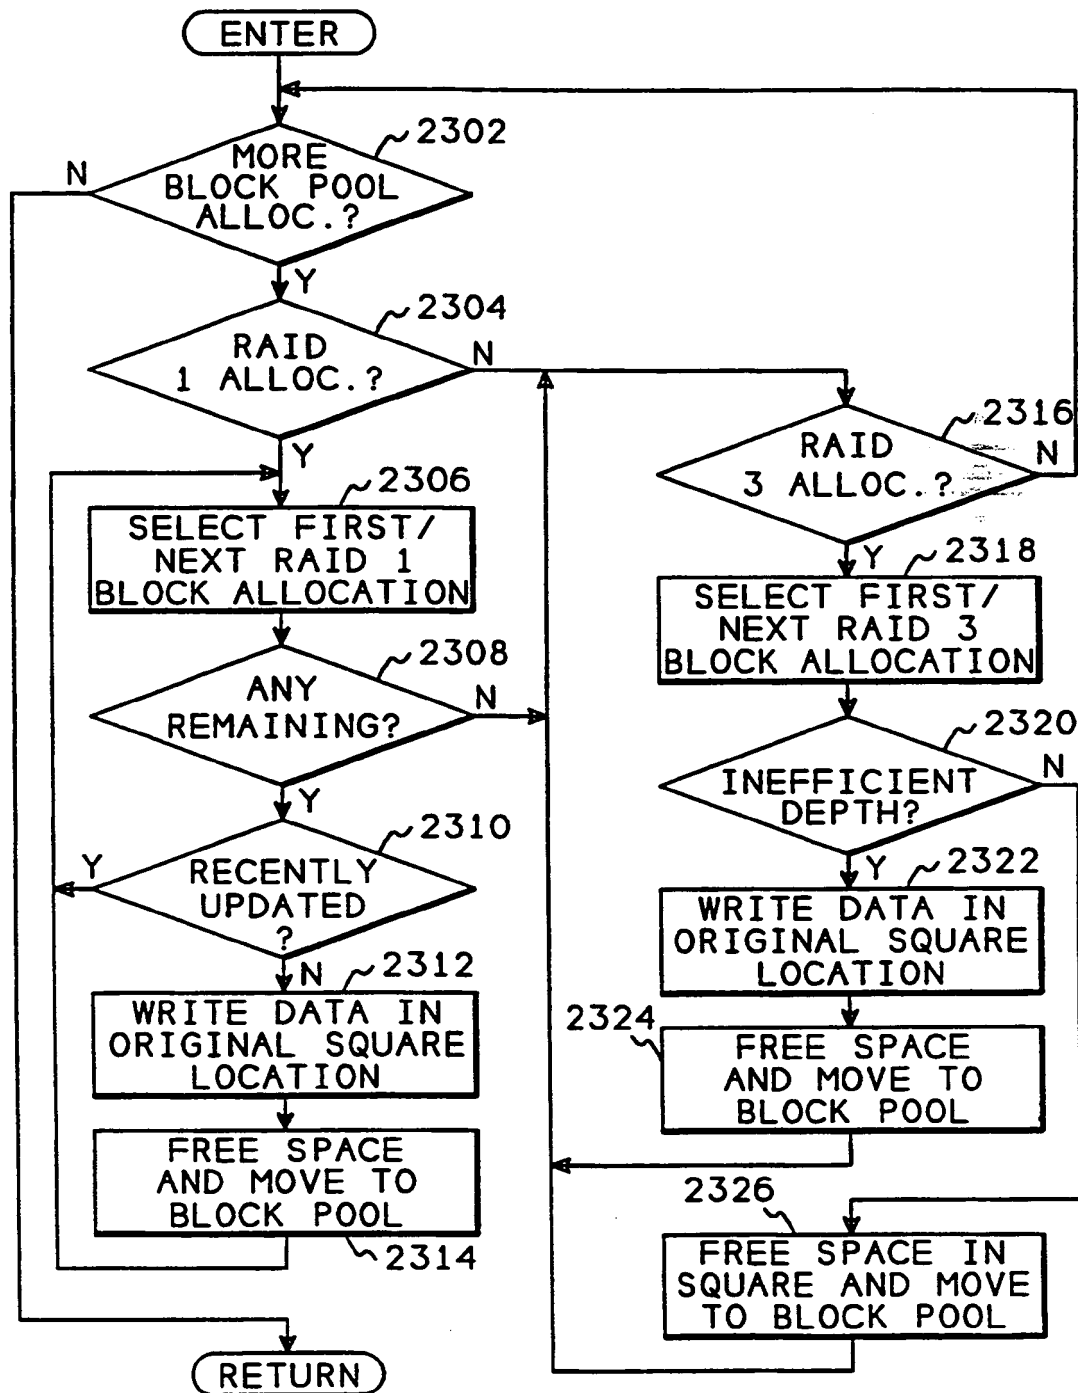 ENTER
2302
N
MORE
BLOCK POOL
ALLOC.?
Y
2304
RAID
1 ALLOC.?
N
Y
2306
SELECT FIRST/
NEXT RAID 1
BLOCK ALLOCATION
2308
ANY
REMAINING?
N
Y
2310
Y
RECENTLY
UPDATED
?
N
2312
WRITE DATA IN
ORIGINAL SQUARE
LOCATION
FREE SPACE
AND MOVE TO
BLOCK POOL
2314
RETURN
2316
RAID
3 ALLOC.?
N
Y
2318
SELECT FIRST/
NEXT RAID 3
BLOCK ALLOCATION
2320
INEFFICIENT
DEPTH?
N
Y
2322
WRITE DATA IN
ORIGINAL SQUARE
LOCATION
2324
FREE SPACE
AND MOVE TO
BLOCK POOL
2326
FREE SPACE IN
SQUARE AND MOVE
TO BLOCK POOL